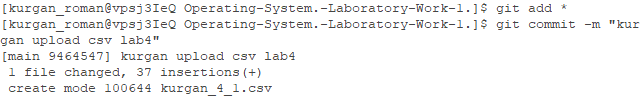 [kurgan_roman@vpsj3IeQ Operating-System.-Laboratory-Work-1.]$ git add *
[kurgan_roman@vpsj3IeQ Operating-System.-Laboratory-Work-1.]$ git commit -m "kur
gan upload csv lab4"
[main 9464547] kurgan upload csv lab4
 1 file changed, 37 insertions(+)
 create mode 100644 kurgan_4_1.csv